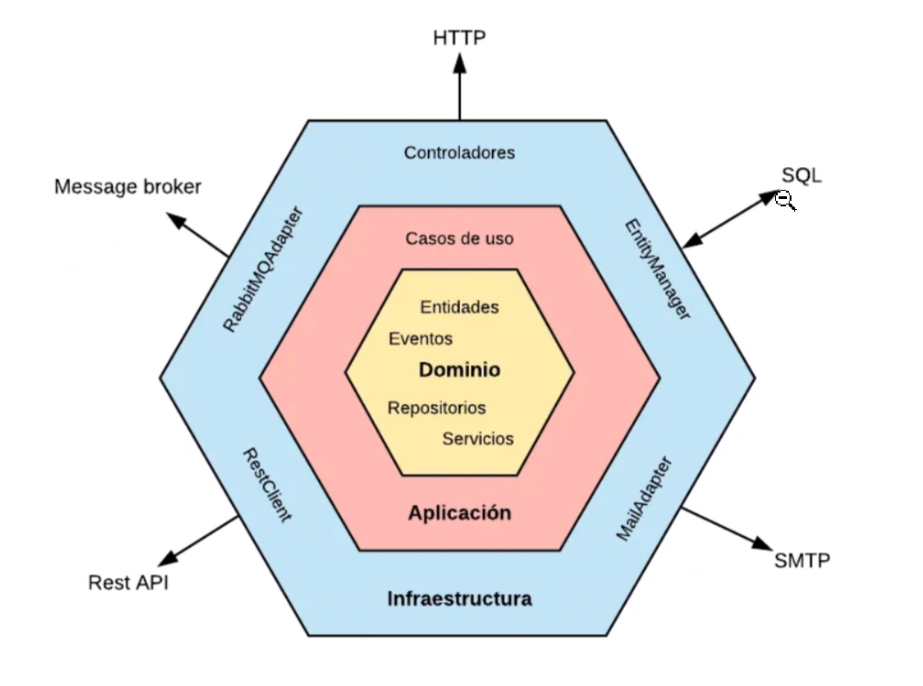 HTTP
Controladores
SQL
Message broker
RabbitMQAdapter
EntityManager
Casos de uso
Entidades
Eventos
Dominio
Repositorios
Servicios
RestClient
MailAdapter
Aplicación
SMTP
Rest API
Infraestructura